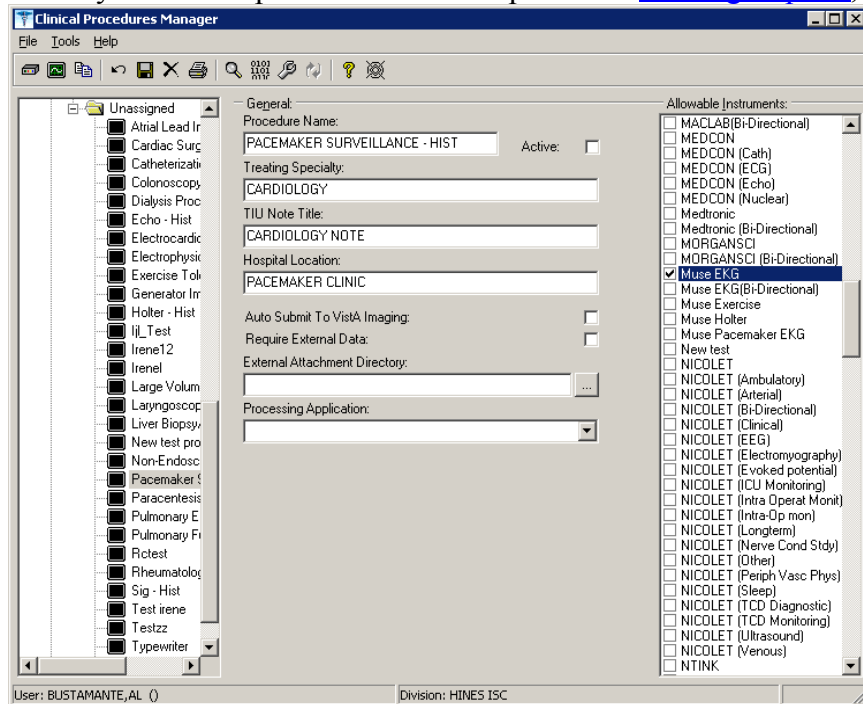 Clinical Procedures Manager
File Tools Help
Unassigned
Atrial Lead Ir
Cardiac Surg
Catheterizati
Colonoscopy
Dialysis Proc
Echo - Hist
Electrocardic
Electrophysic
Exercise Tol
Generator Im
Holter - Hist
Ijl_Test
Irene12
Irenel
Large Volum
Laryngoscop
Liver Biopsy
New test pro
Non-Endosc
Pacemaker S
Paracentesis
Pulmonary E
Pulmonary F
Rctest
Rheumatolog
Sig - Hist
Test irene
Testzz
Typewriter
General:
Procedure Name:
PACEMAKER SURVEILLANCE - HIST
Active:
Treating Specialty:
CARDIOLOGY
TIU Note Title:
CARDIOLOGY NOTE
Hospital Location:
PACEMAKER CLINIC
Auto Submit To VistA Imaging:
Require External Data:
External Attachment Directory:
...
Processing Application:
Allowable Instruments:
MACLAB(Bi-Directional)
MEDCON
MEDCON (Cath)
MEDCON (ECG)
MEDCON (Echo)
MEDCON (Nuclear)
Medtronic
Medtronic (Bi-Directional)
MORGANSCI
MORGANSCI (Bi-Directional)
Muse EKG
Muse EKG(Bi-Directional)
Muse Exercise
Muse Holter
Muse Pacemaker EKG
New test
NICOLET
NICOLET (Ambulatory)
NICOLET (Arterial)
NICOLET (Bi-Directional)
NICOLET (Clinical)
NICOLET (EEG)
NICOLET (Electromyography)
NICOLET (Evoked potential)
NICOLET (ICU Monitoring)
NICOLET (Intra Operat Monit)
NICOLET (Intra-Op mon)
NICOLET (Longterm)
NICOLET (Nerve Cond Stdy)
NICOLET (Other)
NICOLET (Periph Vasc Phys)
NICOLET (Sleep)
NICOLET (TCD Diagnostic)
NICOLET (TCD Monitoring)
NICOLET (Ultrasound)
NICOLET (Venous)
NTINK
User: BUSTAMANTE,AL ()
Division: HINES ISC